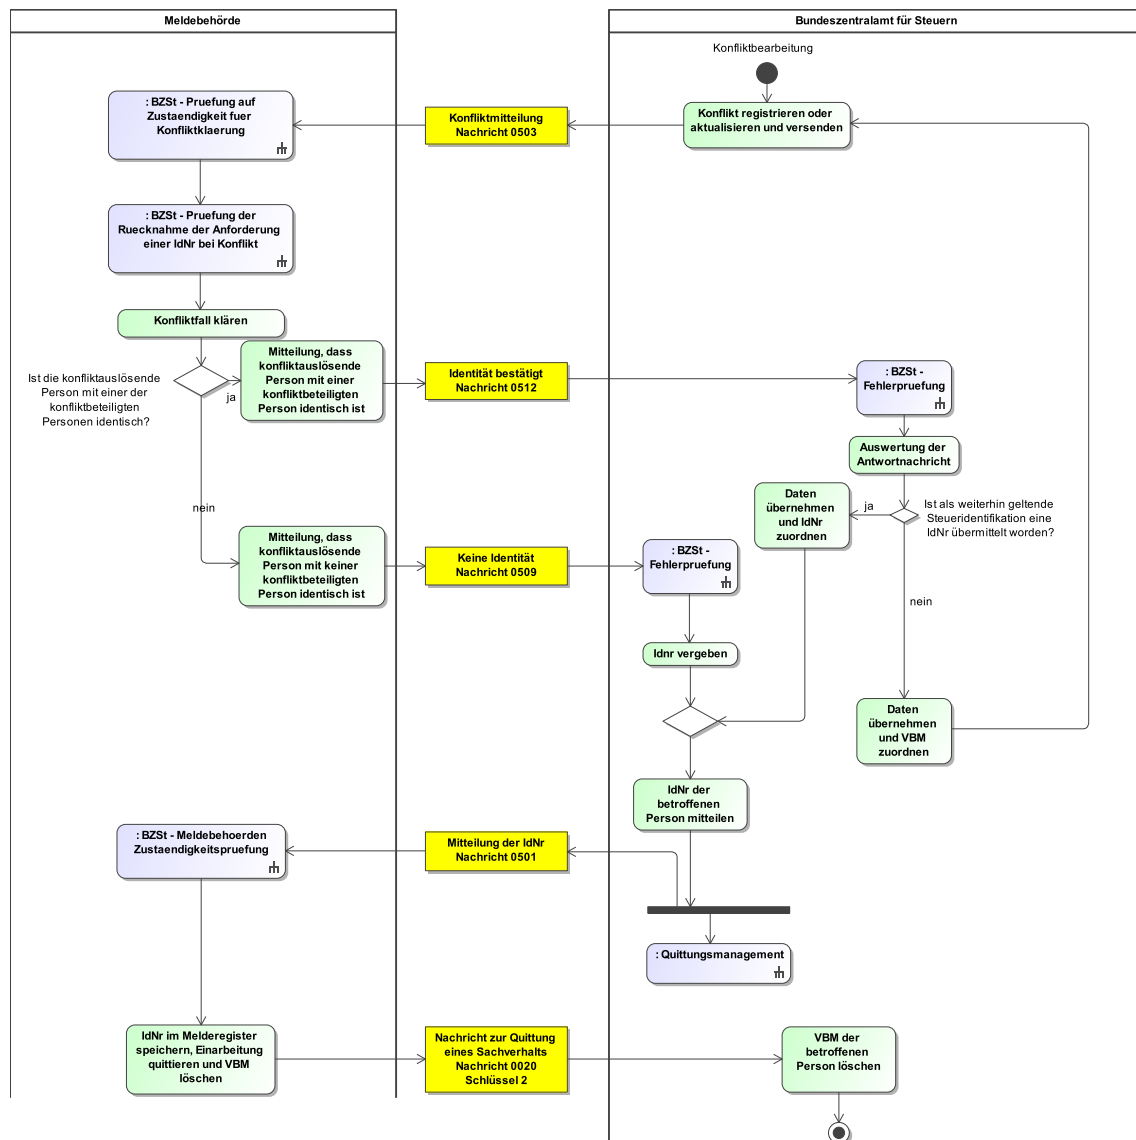 Meldebehörde
Bundeszentralamt für Steuern
Konfliktbearbeitung
: BZSt - Pruefung auf
Zustaendigkeit fuer
Konfliktklaerung
Konfliktmitteilung
Nachricht 0503
Konflikt registrieren oder
aktualisieren und versenden
: BZSt - Pruefung der
Ruecknahme der Anforderung
einer IdNr bei Konflikt
Konfliktfall klären
Ist die konfliktauslösende
Person mit einer der
konfliktbeteiligten
Personen identisch?
ja
Mitteilung, dass
konfliktauslösende
Person mit einer
konfliktbeteiligten
Person identisch ist
Identität bestätigt
Nachricht 0512
: BZSt -
Fehlerpruefung
Auswertung der
Antwortnachricht
Ist als weiterhin geltende
Steueridentifikation eine
IdNr übermittelt worden?
ja
Daten
übernehmen
und IdNr
zuordnen
nein
Mitteilung, dass
konfliktauslösende
Person mit keiner
konfliktbeteiligten
Person identisch ist
Keine Identität
Nachricht 0509
: BZSt -
Fehlerpruefung
nein
Idnr vergeben
Daten
übernehmen
und VBM
zuordnen
IdNr der
betroffenen
Person mitteilen
: BZSt - Meldebehoerden
Zustaendigkeitspruefung
Mitteilung der IdNr
Nachricht 0501
: Quittungsmanagement
IdNr im Melderegister
speichern, Einarbeitung
quittieren und VBM
löschen
Nachricht zur Quittung
eines Sachverhalts
Nachricht 0020
Schlüssel 2
VBM der
betroffenen
Person löschen